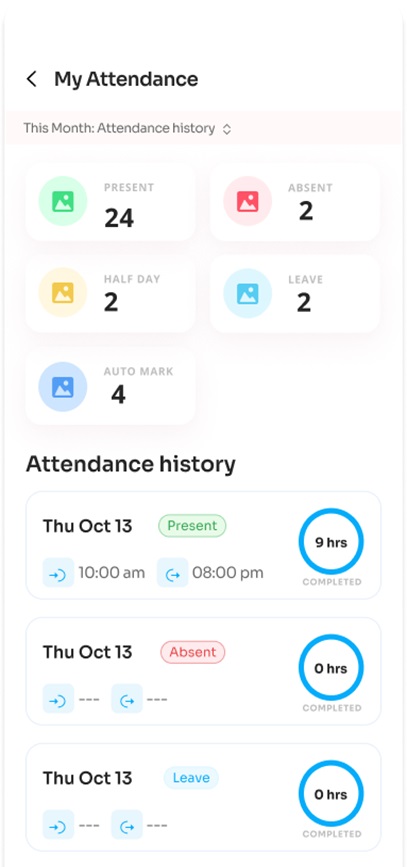 My Attendance
This Month: Attendance history
PRESENT
24
ABSENT
2
HALF DAY
2
LEAVE
2
AUTO MARK
4
Attendance history
Thu Oct 13 Present
9 hrs
10:00 am 08:00 pm
COMPLETED
Thu Oct 13 Absent
0 hrs
--- ---
COMPLETED
Thu Oct 13 Leave
0 hrs
--- ---
COMPLETED